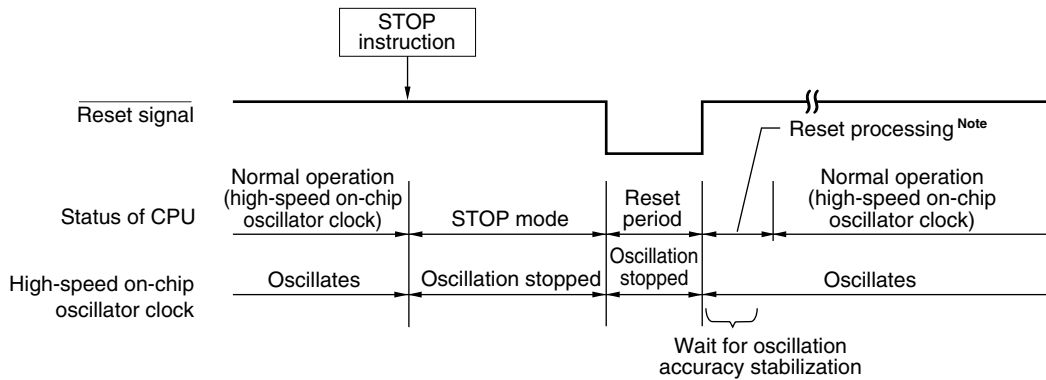 STOP
instruction
Reset signal
Reset processing Note
Status of CPU
Normal operation
(high-speed on-chip
oscillator clock)
STOP mode
Reset
period
Normal operation
(high-speed on-chip
oscillator clock)
High-speed on-chip
oscillator clock
Oscillates
Oscillation stopped
Oscillation
stopped
Oscillates
Wait for oscillation
accuracy stabilization